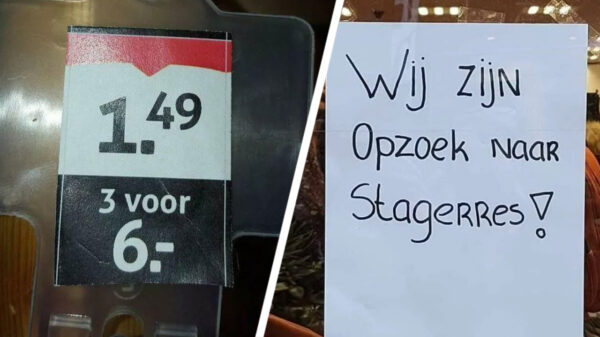 1.49
3 voor
6.-
Wij zijn
Opzoek naar
Stagerres!